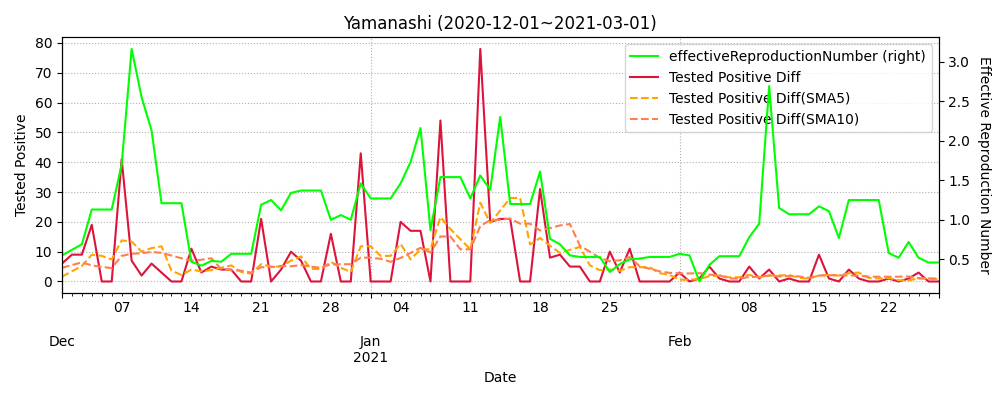 Yamanashi (2020-12-01~2021-03-01)
effectiveReproductionNumber (right)
Tested Positive Diff
Tested Positive Diff(SMA5)
Tested Positive Diff(SMA10)
Tested Positive
80
70
60
50
40
30
20
10
0
3.0
2.5
2.0
1.5
1.0
0.5
Effective Reproduction Number
07 14 21 28 04 11 18 25 08 15 22
Dec Jan Feb
2021
Date